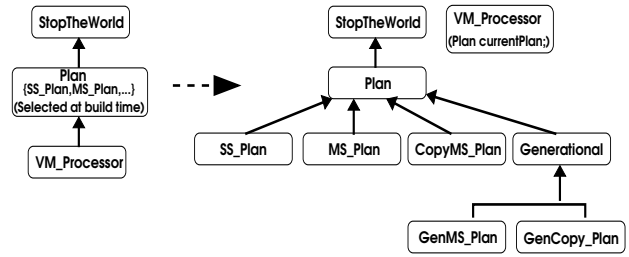 StopTheWorld
Plan
{SS_Plan,MS_Plan,...}
(Selected at build time)
VM_Processor
StopTheWorld
VM_Processor
(Plan currentPlan;)
Plan
SS_Plan
MS_Plan
CopyMS_Plan
Generational
GenMS_Plan
GenCopy_Plan